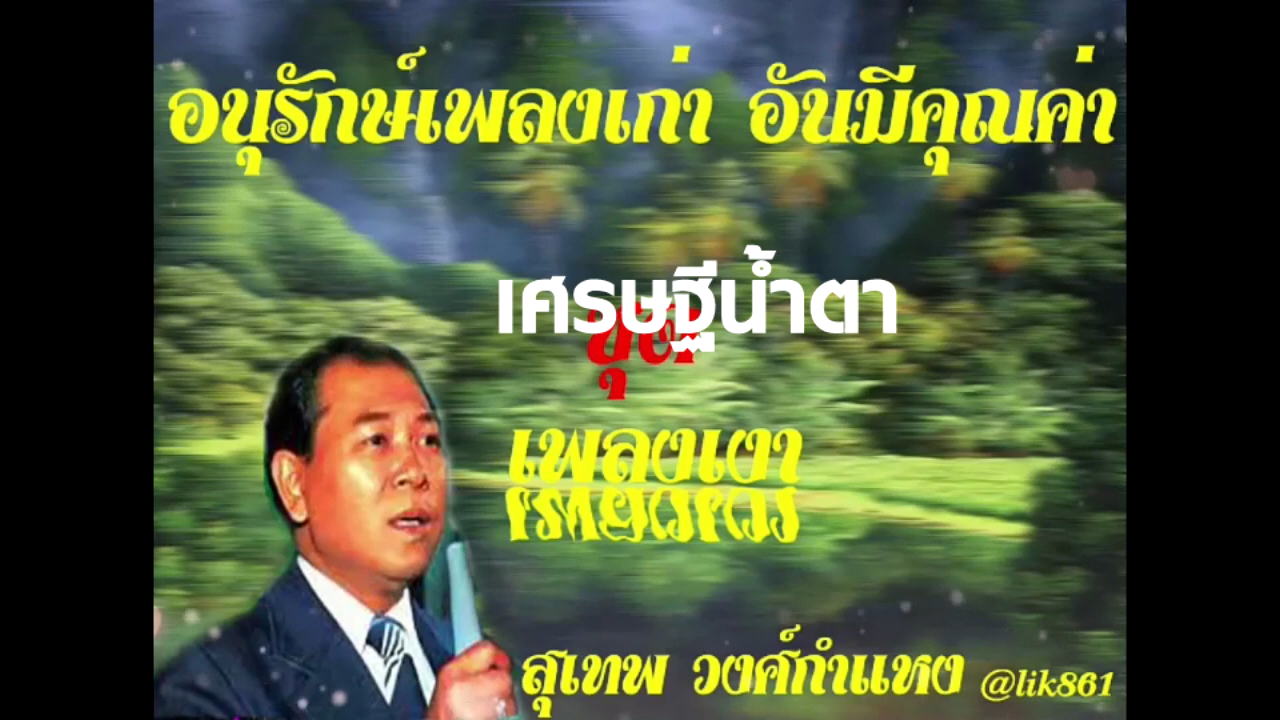 อนุรักษ์เพลงเก่า อันมีคุณค่า
เศรษฐีน้ำตา
ชุด
เพลงเงา
สุเทพ วงศ์กำแหง @lik861